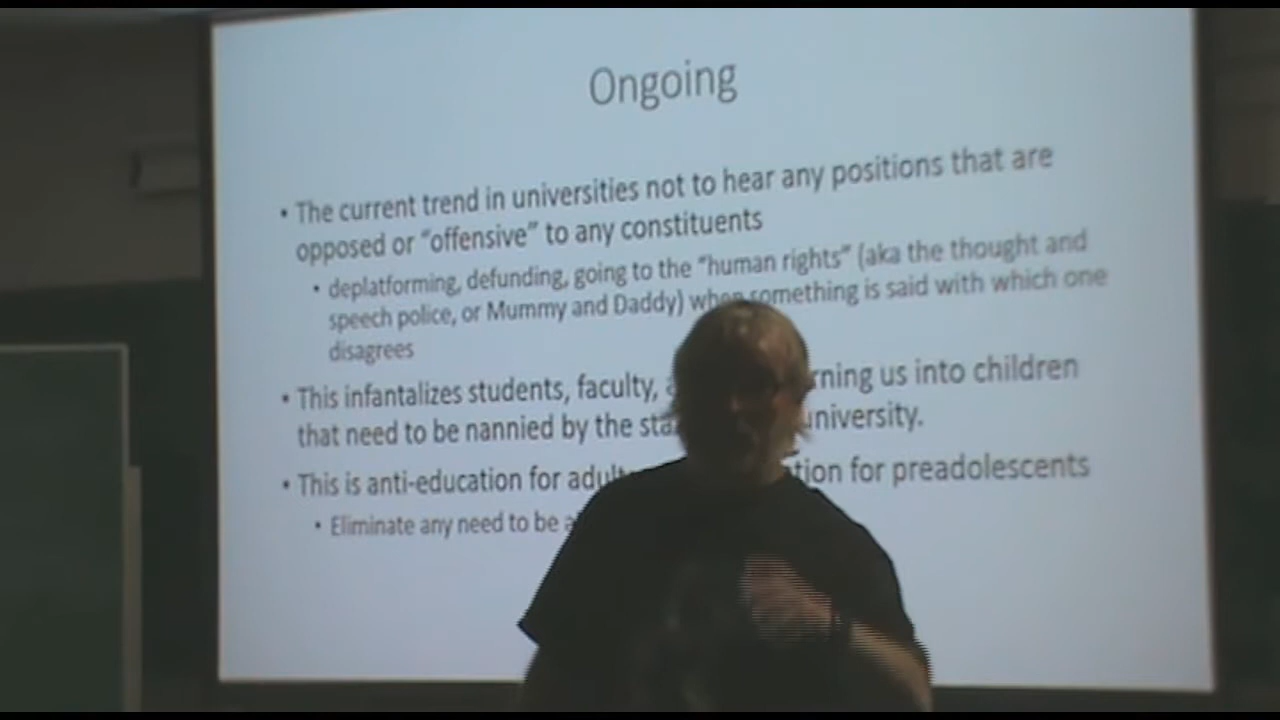 Ongoing
• The current trend in universities not to hear any positions that are
opposed or “offensive” to any constituents
• deplatforming, defunding, going to the “human rights” (aka the thought and
speech police, or Mummy and Daddy) when something is said with which one
disagrees
• This infantalizes students, faculty, rning us into children
that need to be nannied by the sta university.
• This is anti-education for adult tion for preadolescents
• Eliminate any need to be a